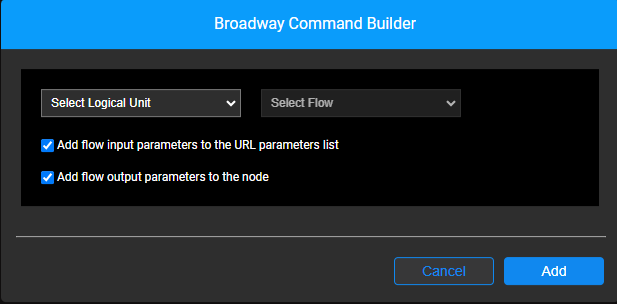 Broadway Command Builder
Select Logical Unit
Select Flow
Add flow input parameters to the URL parameters list
Add flow output parameters to the node
Cancel
Add